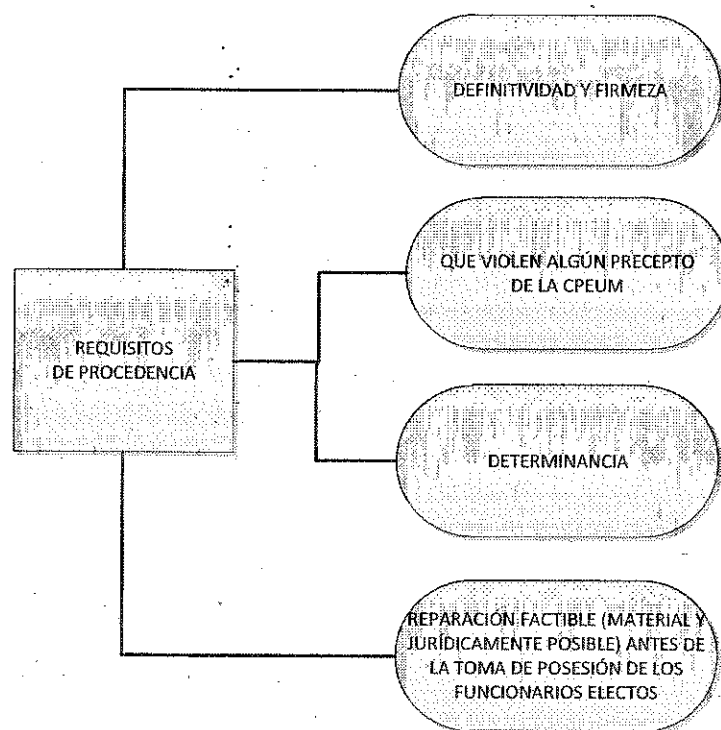 DEFINITIVIDAD Y FIRMEZA
QUE VIOLEN ALGÚN PRECEPTO
DE LA CPEUM
REQUISITOS
DE PROCEDENCIA
DETERMINANCIA
REPARACIÓN FACTIBLE (MATERIAL Y
JURÍDICAMENTE POSIBLE) ANTES DE
LA TOMA DE POSESIÓN DE LOS
FUNCIONARIOS ELECTOS